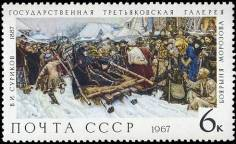 ГОСУДАРСТВЕННАЯ ТРЕТЬЯКОВСКАЯ ГАЛЕРЕЯ
В.И. СУРИКОВ 1887
БОЯРЫНЯ МОРОЗОВА
ПОЧТА СССР 1967 6к